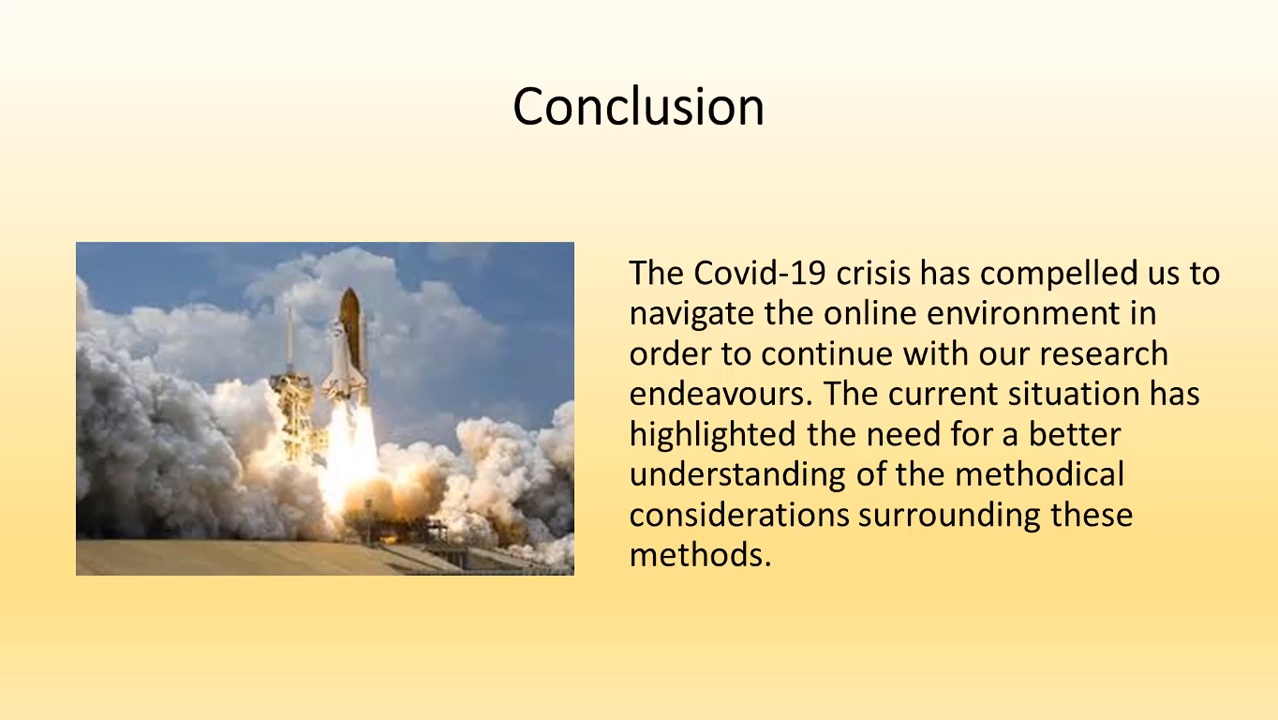 Conclusion
The Covid-19 crisis has compelled us to
navigate the online environment in
order to continue with our research
endeavours. The current situation has
highlighted the need for a better
understanding of the methodical
considerations surrounding these
methods.